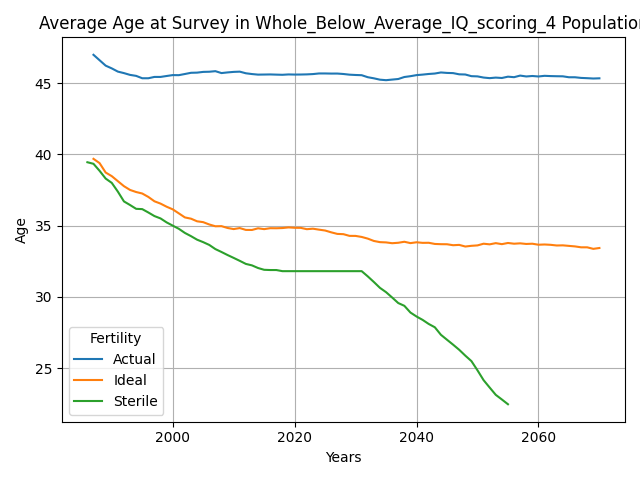 Average Age at Survey in Whole_Below_Average_IQ_scoring_4 Population
Age
45
40
35
30
25
Fertility
Actual
Ideal
Sterile
2000 2020 2040 2060
Years